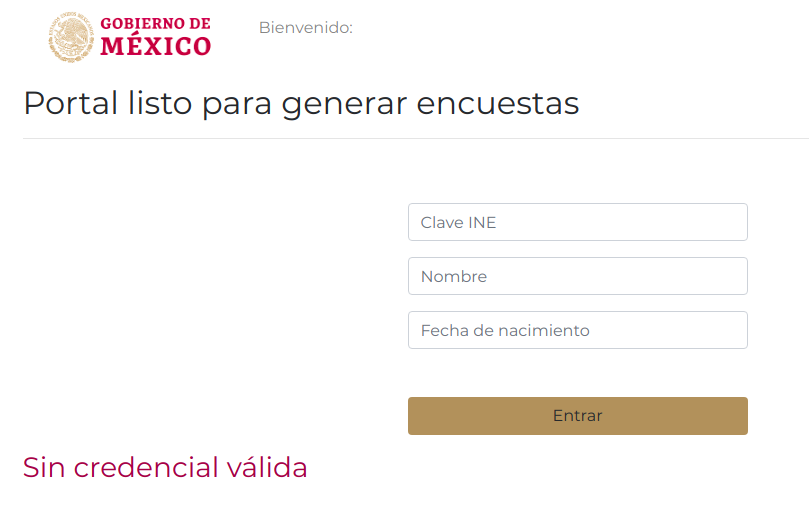 GOBIERNO DE
MÉXICO
Bienvenido:
Portal listo para generar encuestas
Clave INE
Nombre
Fecha de nacimiento
Entrar
Sin credencial válida